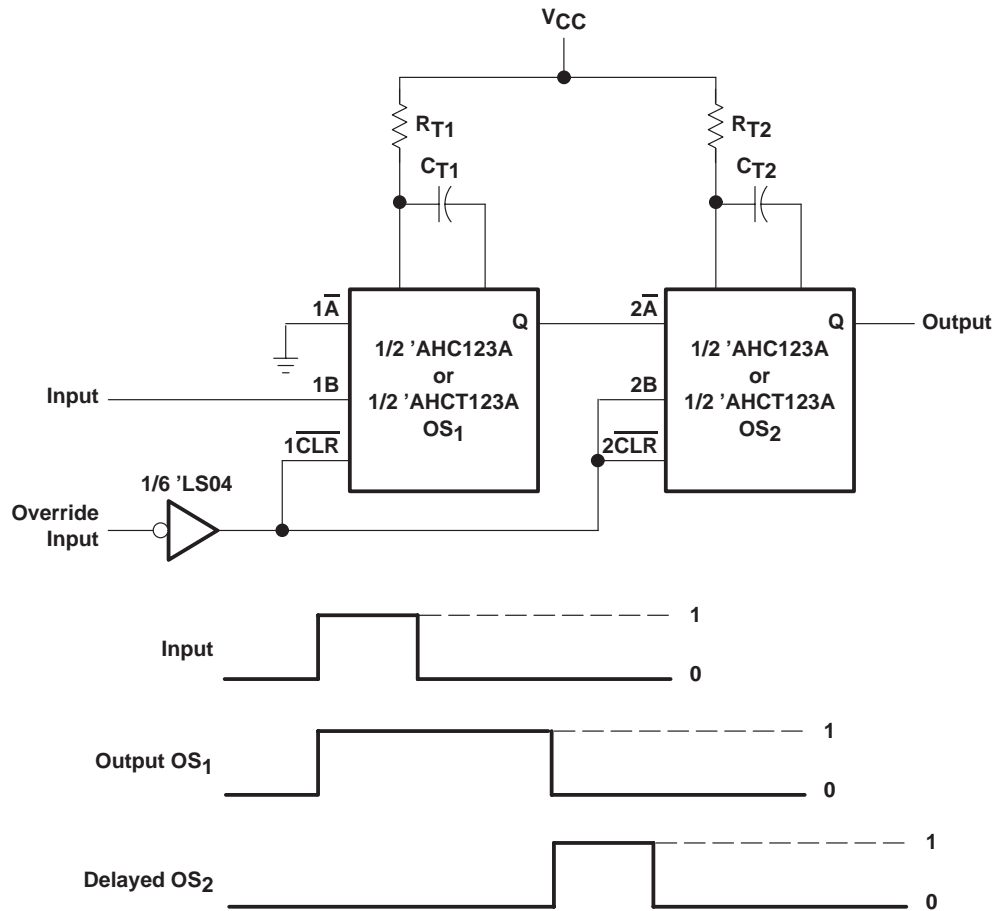 VCC
RT1
RT2
CT1
CT2
1A̅
Q
2A̅
Q
Output
1/2 ’AHC123A
or
1/2 ’AHCT123A
OS1
1/2 ’AHC123A
or
1/2 ’AHCT123A
OS2
Input
1B
2B
1C̅L̅R̅
2C̅L̅R̅
1/6 ’LS04
Override
Input
1
Input
0
1
Output OS1
0
1
Delayed OS2
0